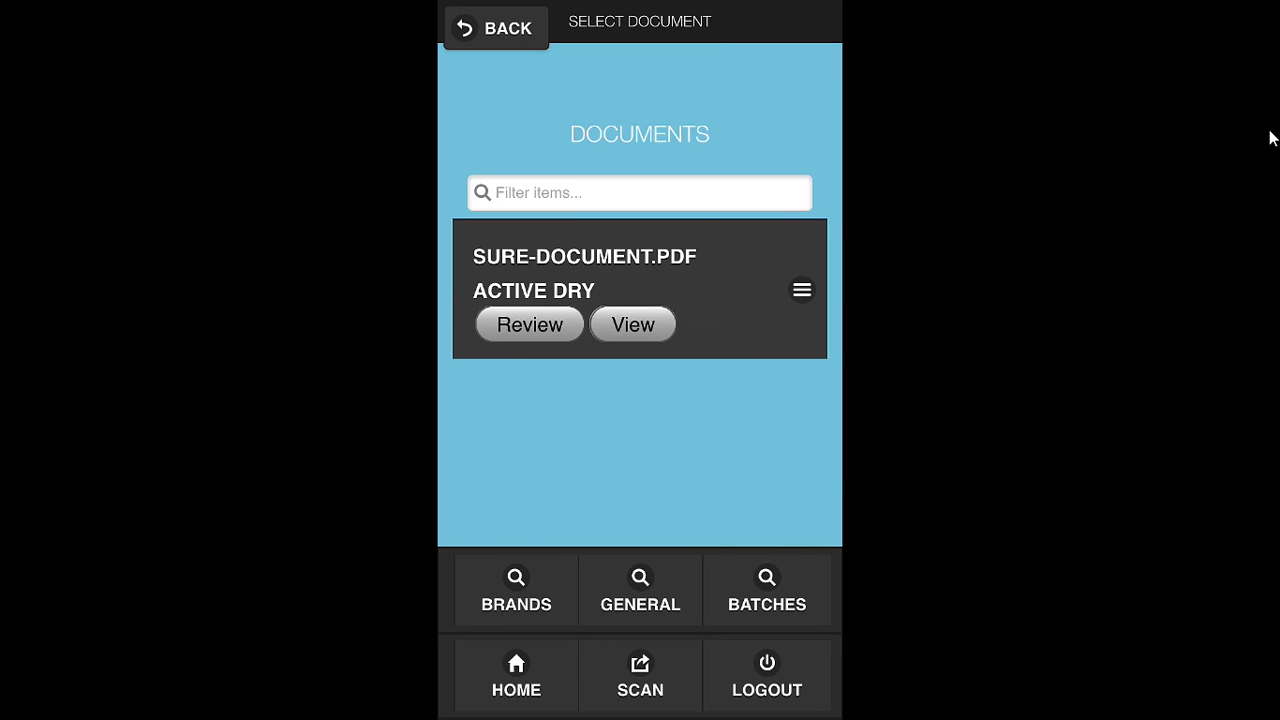 BACK
SELECT DOCUMENT
DOCUMENTS
Filter items...
SURE-DOCUMENT.PDF
ACTIVE DRY
Review View
BRANDS GENERAL BATCHES
HOME SCAN LOGOUT